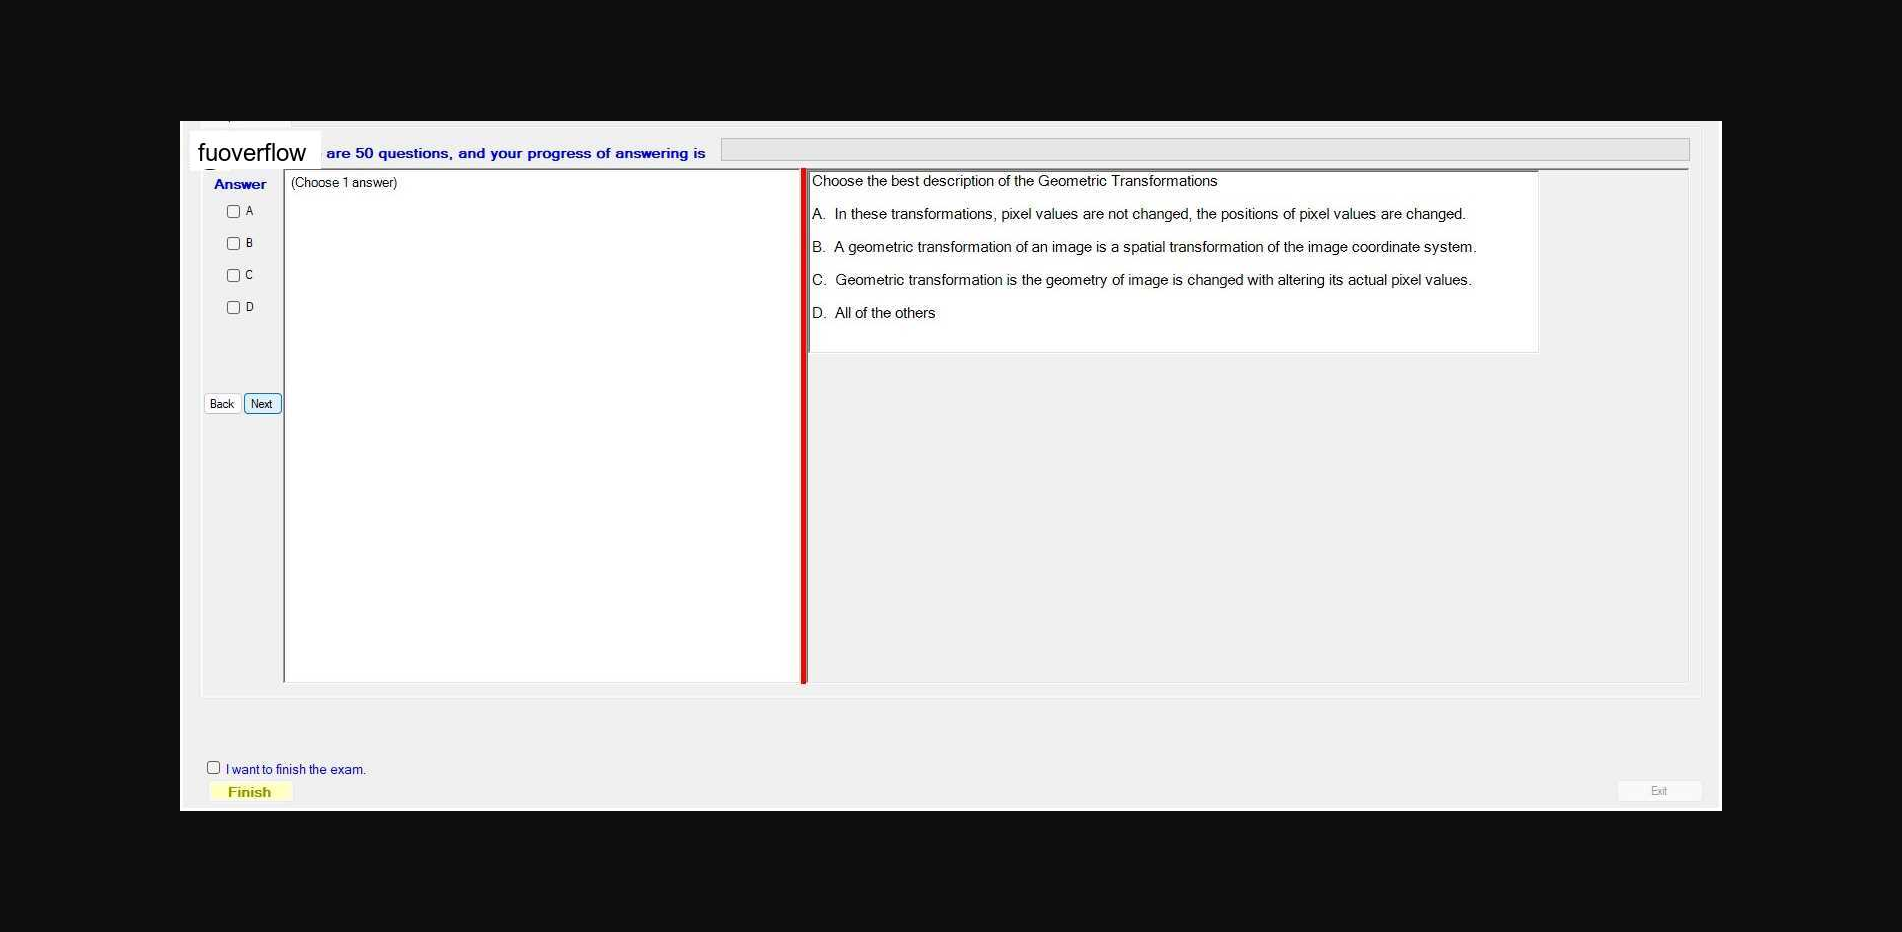 fuoverflow are 50 questions, and your progress of answering is
Answer
(Choose 1 answer)
A
B
C
D
Back Next
Choose the best description of the Geometric Transformations
A. In these transformations, pixel values are not changed, the positions of pixel values are changed.
B. A geometric transformation of an image is a spatial transformation of the image coordinate system.
C. Geometric transformation is the geometry of image is changed with altering its actual pixel values.
D. All of the others
I want to finish the exam.
Finish
Exit